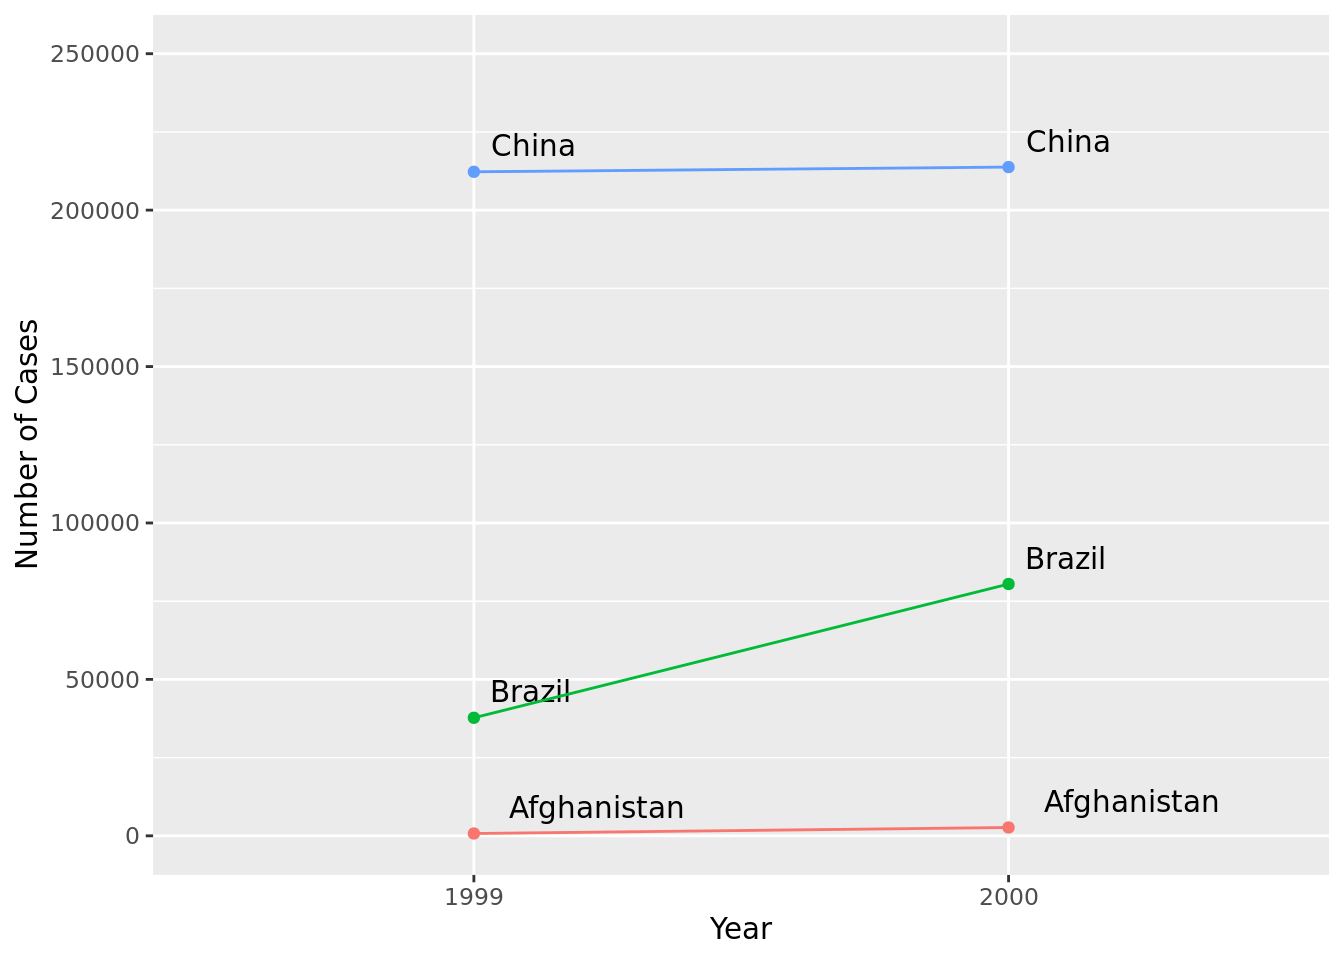 250000
China
China
200000
150000
Number of Cases
100000
Brazil
50000
Brazil
Afghanistan
Afghanistan
0
1999
2000
Year